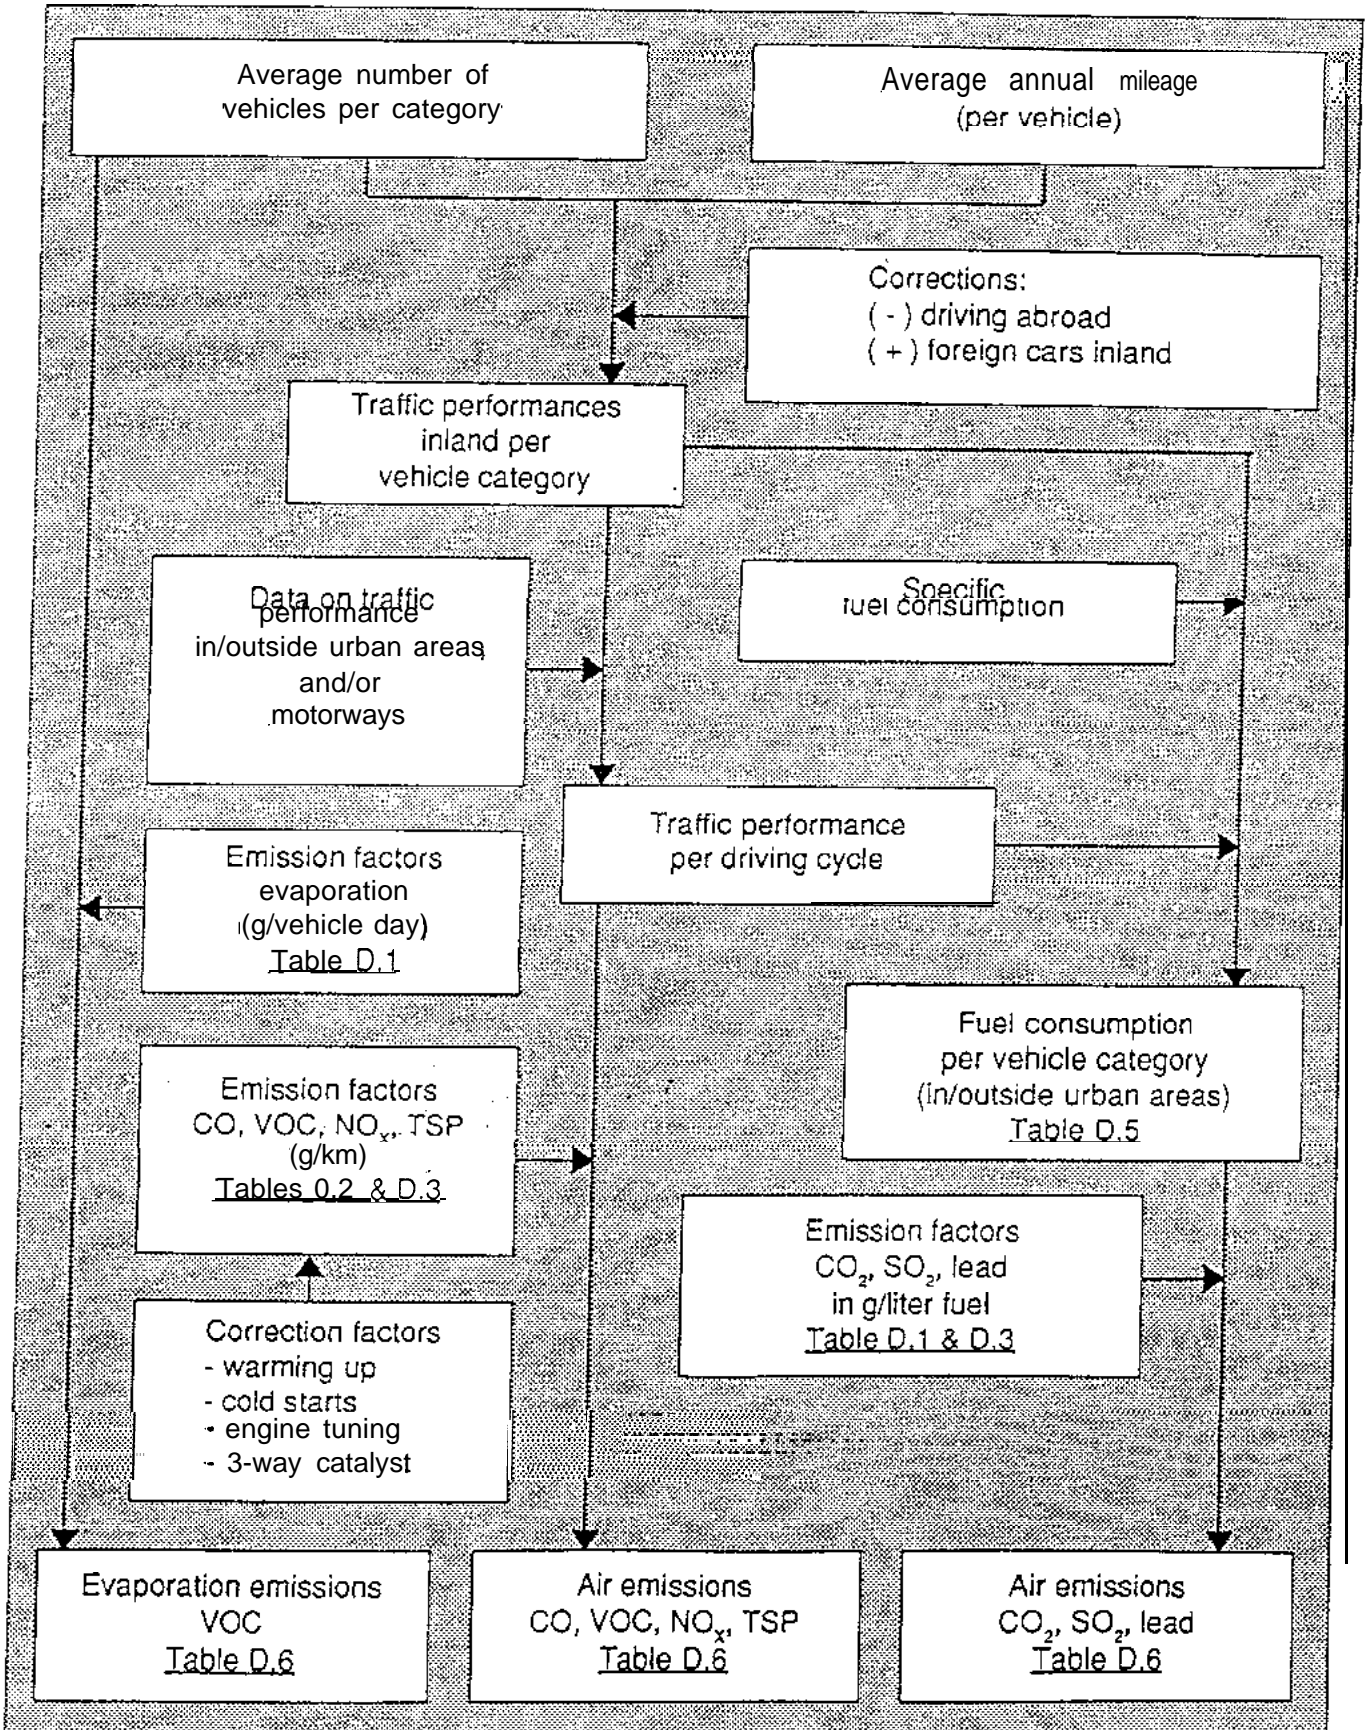 Average number of
vehicles per category
Average annual mileage
(per vehicle)
Corrections:
( - ) driving abroad
( + ) foreign cars inland
Traffic performances
inland per
vehicle category
Data on traffic
performance
in/outside urban areas
and/or
motorways
Specific
fuel consumption
Traffic performance
per driving cycle
Emission factors
evaporation
(g/vehicle day)
Table D.1
Fuel consumption
per vehicle category
(in/outside urban areas)
Table D.5
Emission factors
CO, VOC, NOₓ, TSP
(g/km)
Tables 0.2 & D.3
Emission factors
CO₂, SO₂, lead
in g/liter fuel
Table D.1 & D.3
Correction factors
- warming up
- cold starts
- engine tuning
- 3-way catalyst
Evaporation emissions
VOC
Table D.6
Air emissions
CO, VOC, NOₓ, TSP
Table D.6
Air emissions
CO₂, SO₂, lead
Table D.6